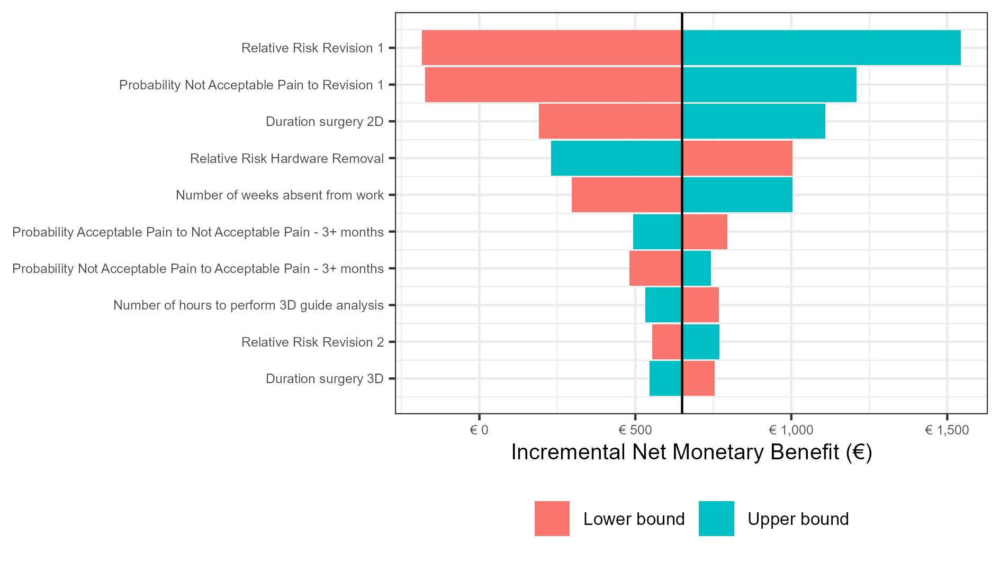 Relative Risk Revision 1
Probability Not Acceptable Pain to Revision 1
Duration surgery 2D
Relative Risk Hardware Removal
Number of weeks absent from work
Probability Acceptable Pain to Not Acceptable Pain - 3+ months
Probability Not Acceptable Pain to Acceptable Pain - 3+ months
Number of hours to perform 3D guide analysis
Relative Risk Revision 2
Duration surgery 3D
€ 0 € 500 € 1,000 € 1,500
Incremental Net Monetary Benefit (€)
Lower bound Upper bound